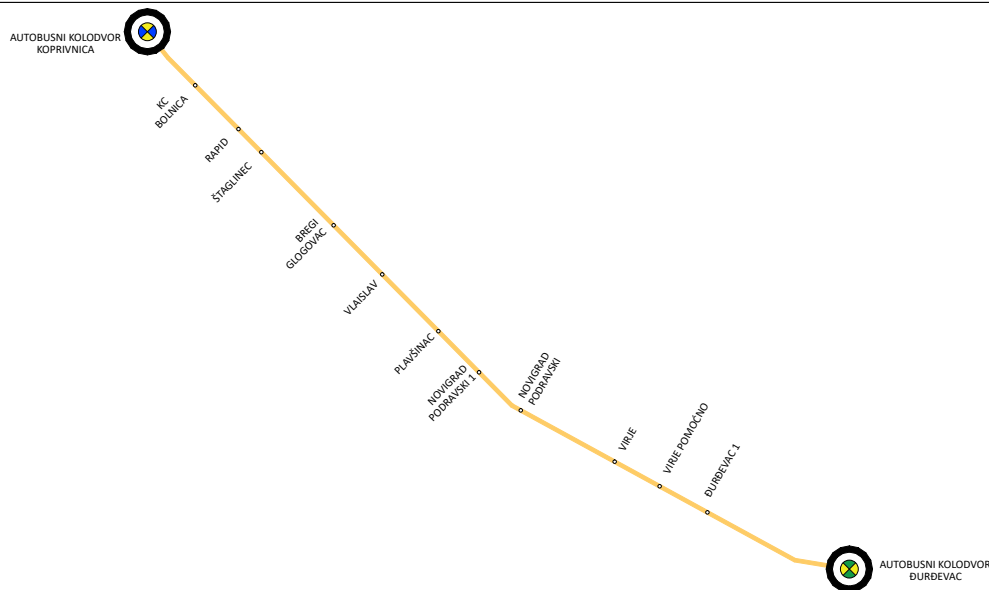 AUTOBUSNI KOLODVOR
KOPRIVNICA
KC
BOLNICA
RAPID
ŠTAGLINEC
BREGI
GLOGOVAC
VLAISLAV
PLAVŠINAC
NOVIGRAD
PODRAVSKI 1
NOVIGRAD
PODRAVSKI
VIRJE
VIRJE POMOĆNO
ĐURĐEVAC 1
AUTOBUSNI KOLODVOR
ĐURĐEVAC